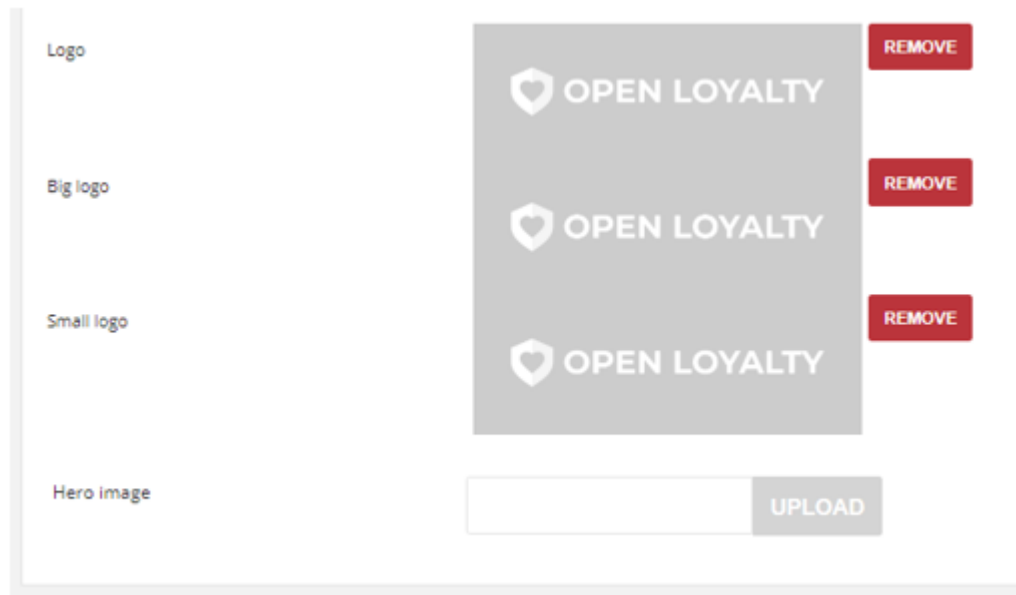 Logo
OPEN LOYALTY
REMOVE
Big logo
OPEN LOYALTY
REMOVE
Small logo
OPEN LOYALTY
REMOVE
Hero image
UPLOAD